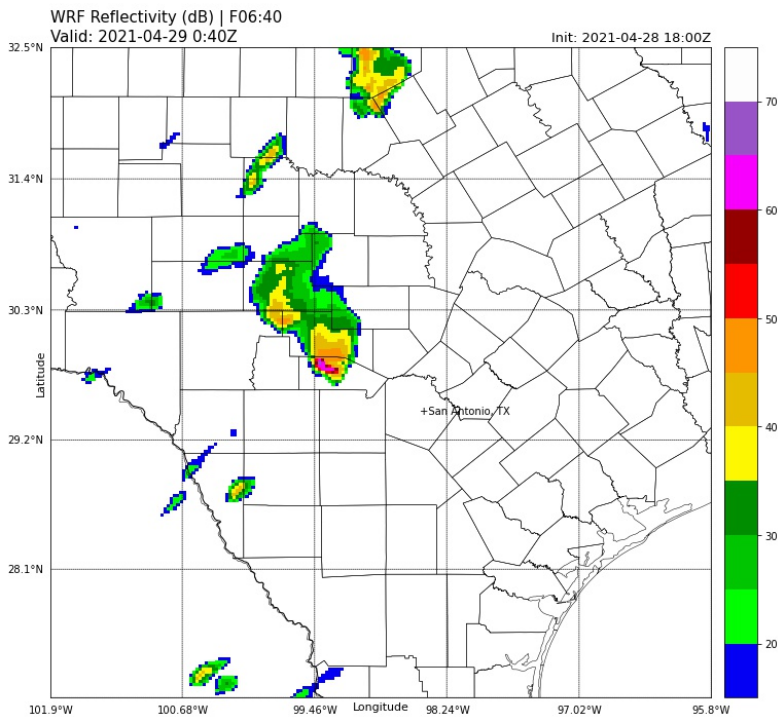 WRF Reflectivity (dB) | F06:40
Valid: 2021-04-29 0:40Z
Init: 2021-04-28 18:00Z
32.5°N
31.4°N
30.3°N
29.2°N
28.1°N
Latitude
+San Antonio, TX
101.9°W
100.68°W
99.46°W
98.24°W
97.02°W
95.8°W
Longitude
70
60
50
40
30
20